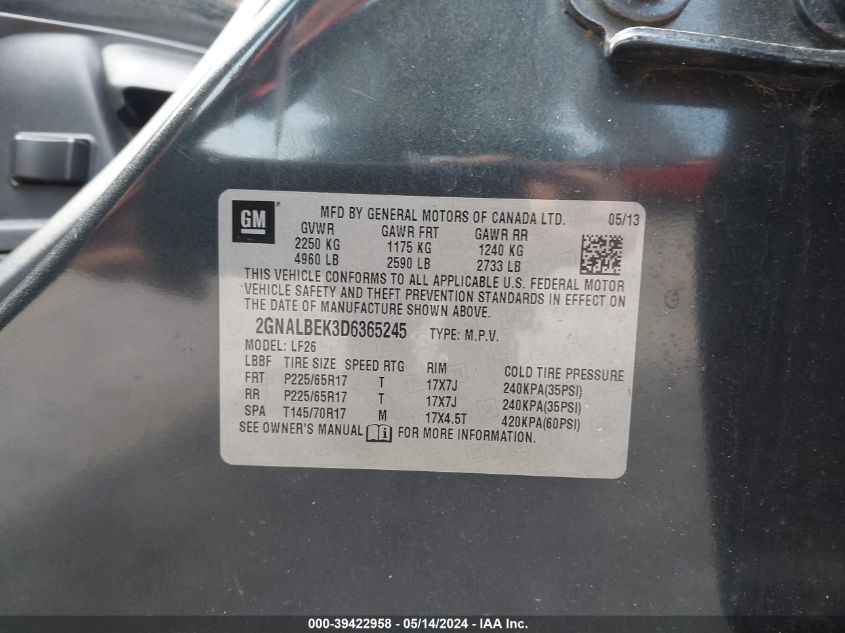 GM ® MFD BY GENERAL MOTORS OF CANADA LTD. 05/13
GVWR GAWR FRT GAWR RR
2250 KG 1175 KG 1240 KG
4960 LB 2590 LB 2733 LB
THIS VEHICLE CONFORMS TO ALL APPLICABLE U.S. FEDERAL MOTOR
VEHICLE SAFETY AND THEFT PREVENTION STANDARDS IN EFFECT ON
THE DATE OF MANUFACTURE SHOWN ABOVE.
2GNALBEK3D6365245 TYPE: M.P.V.
MODEL: LF26
LBBF TIRE SIZE SPEED RTG RIM COLD TIRE PRESSURE
FRT P225/65R17 T 17X7J 240KPA(35PSI)
RR P225/65R17 T 17X7J 240KPA(35PSI)
SPA T145/70R17 M 17X4.5T 420KPA(60PSI)
SEE OWNER'S MANUAL FOR MORE INFORMATION.
000-39422958 - 05/14/2024 - IAA Inc.